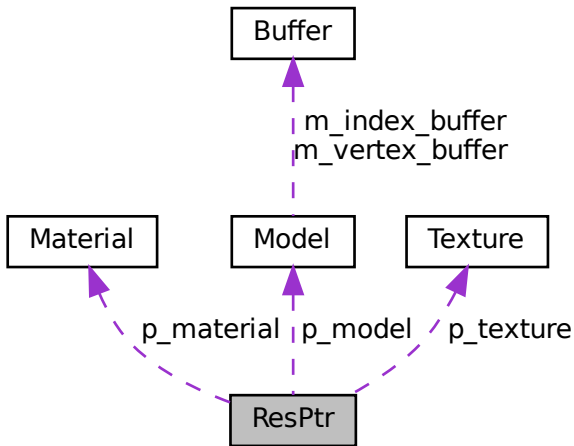 Buffer
m_index_buffer
m_vertex_buffer
Material
Model
Texture
p_material
p_model
p_texture
ResPtr